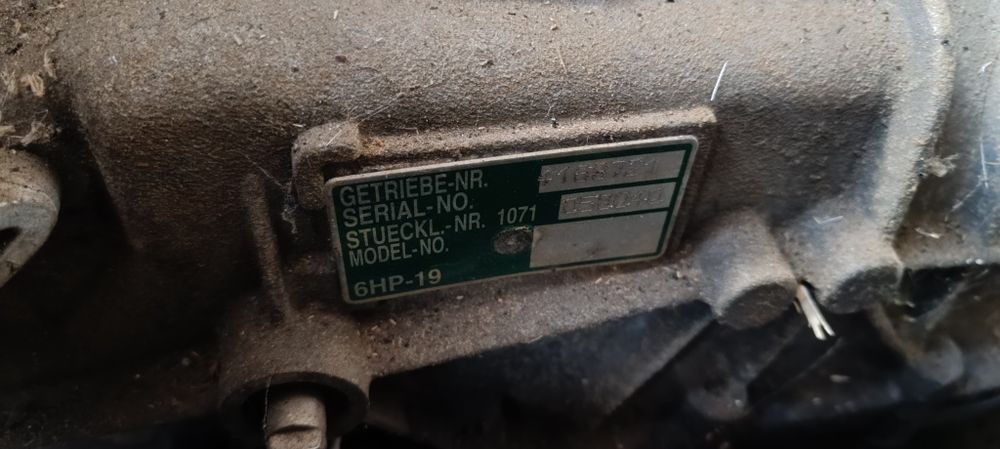 GETRIEBE-NR.
SERIAL-NO.
STUECKL.-NR. 1071
MODEL-NO.
6HP-19